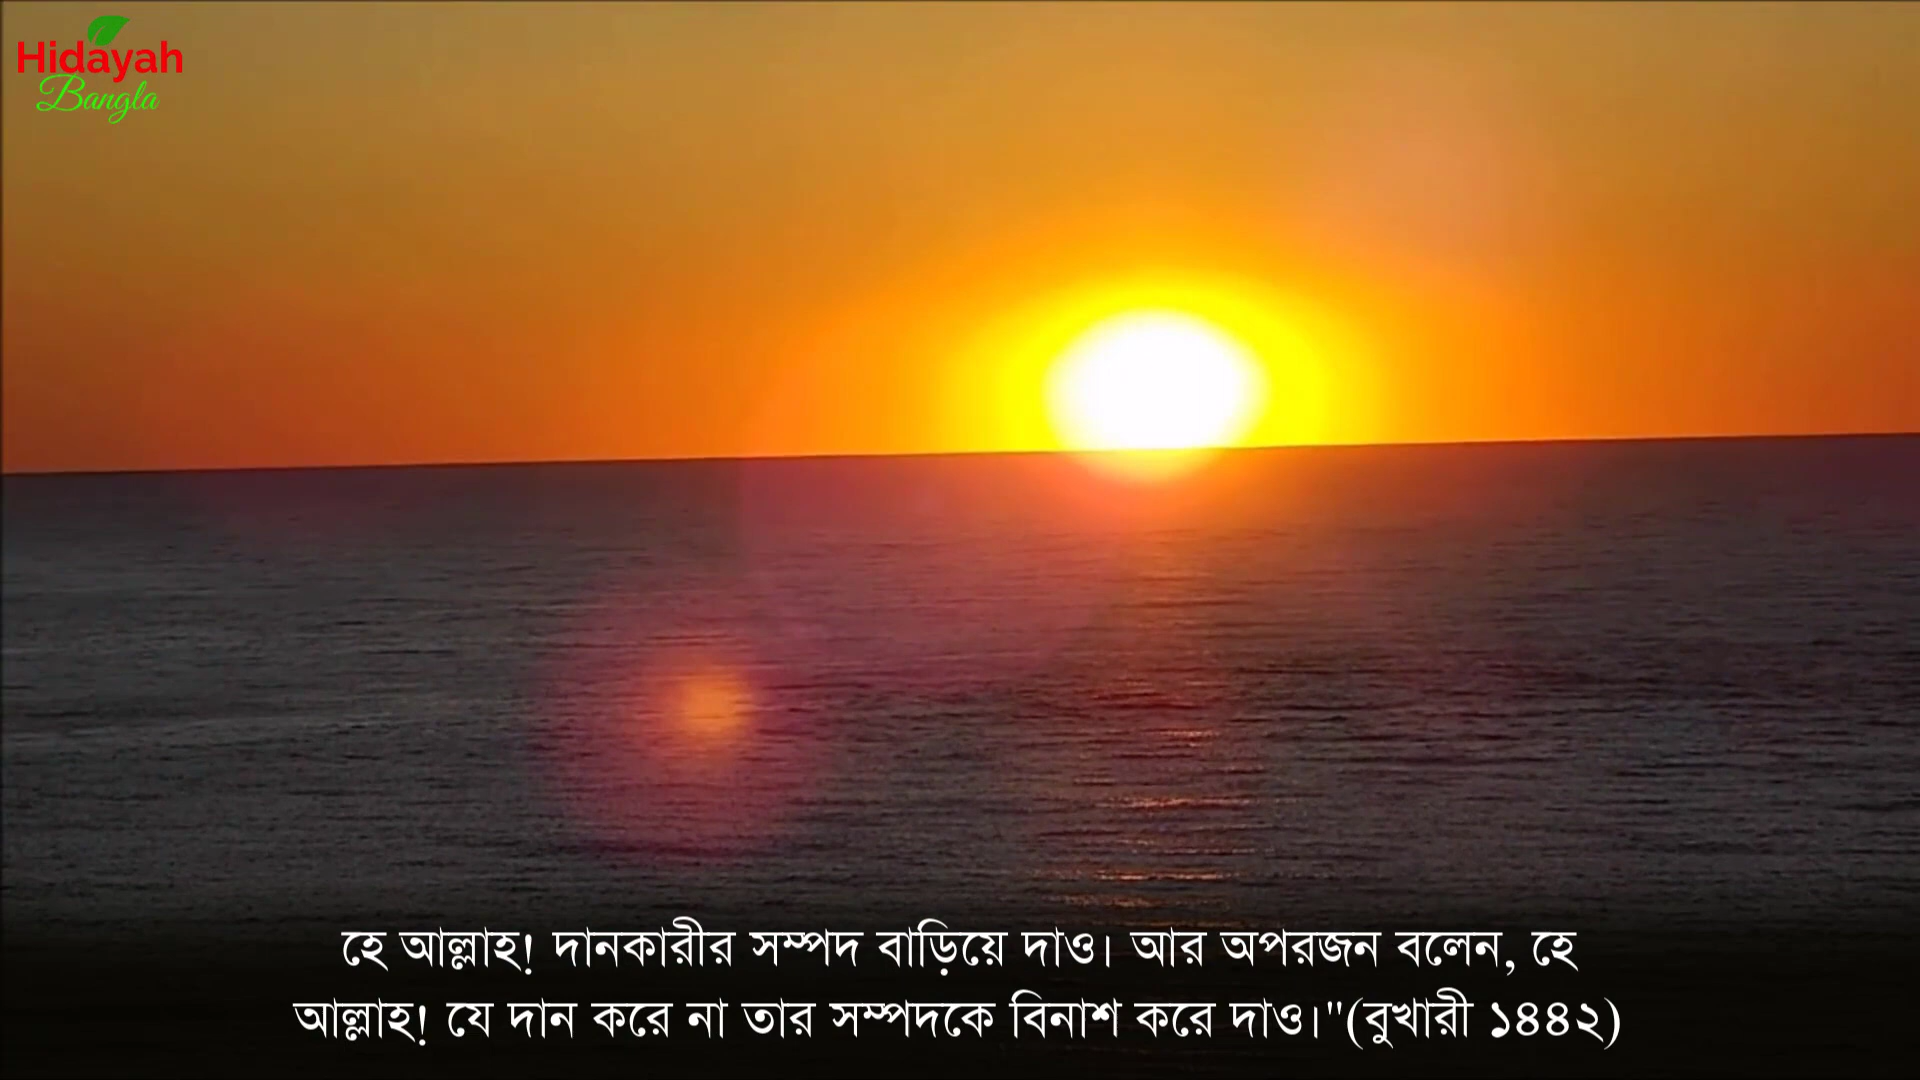 Hidayah
Bangla
হে আল্লাহ! দানকারীর সম্পদ বাড়িয়ে দাও। আর অপরজন বলেন, হে
আল্লাহ! যে দান করে না তার সম্পদকে বিনাশ করে দাও।"(বুখারী ১৪৪২)